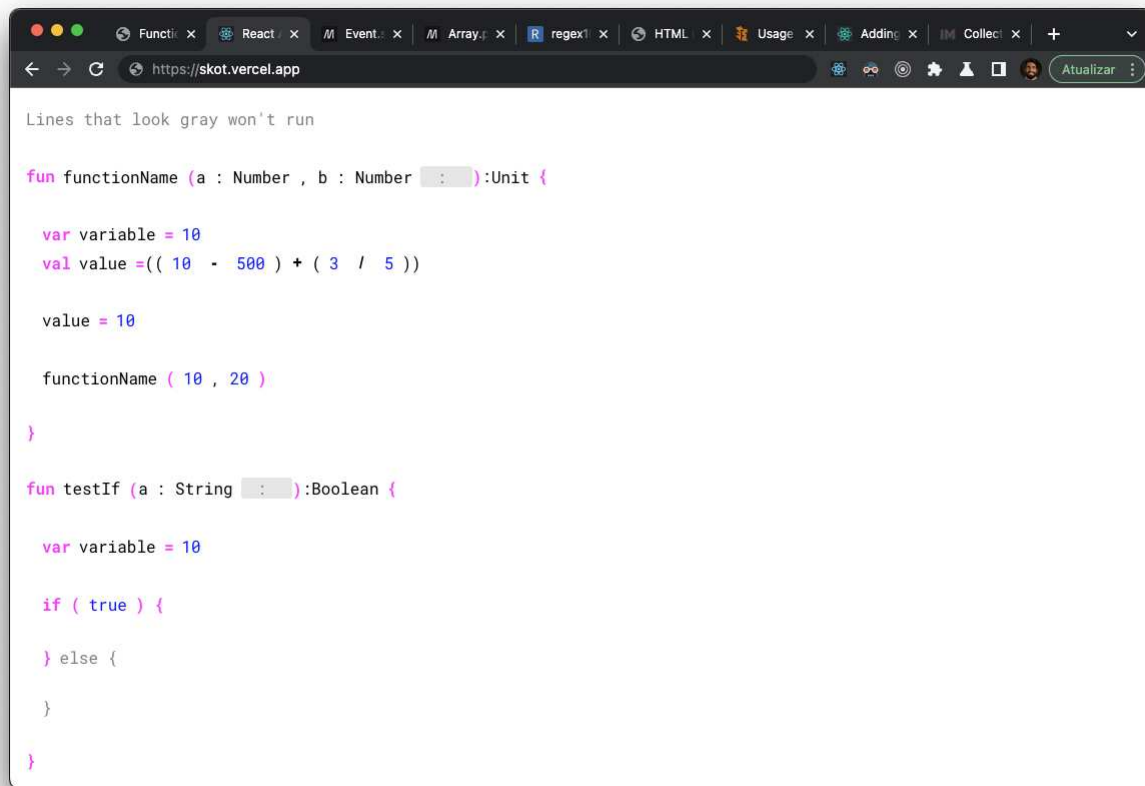 Functi React Event. Array.p regex1 HTML Usage Adding Collect
https://skot.vercel.app Atualizar
Lines that look gray won't run
fun functionName (a : Number , b : Number : ):Unit {
var variable = 10
val value =(( 10 - 500 ) + ( 3 / 5 ))
value = 10
functionName ( 10 , 20 )
}
fun testIf (a : String : ):Boolean {
var variable = 10
if ( true ) {
} else {
}
}